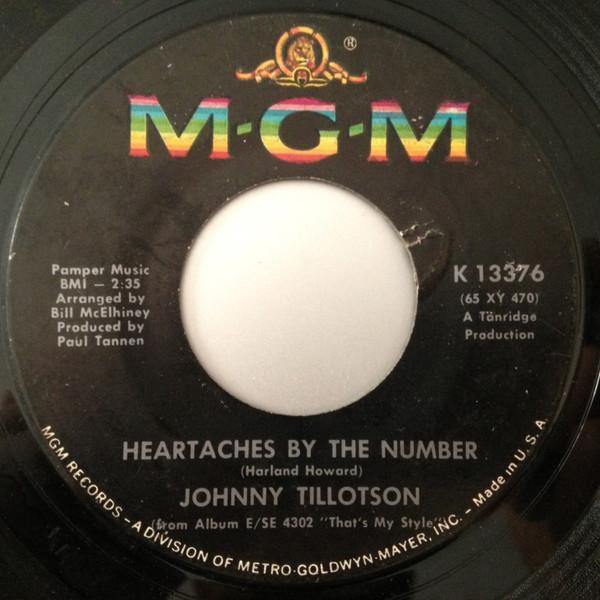 ®
M-G-M
Pamper Music
BMI — 2:35
Arranged by
Bill McElhiney
Produced by
Paul Tannen
K 13376
(65 XY 470)
A Tanridge
Production
HEARTACHES BY THE NUMBER
(Harland Howard)
JOHNNY TILLOTSON
(from Album E/SE 4302 "That's My Style")
MGM RECORDS – A DIVISION OF METRO-GOLDWYN-MAYER, INC. – Made in U.S.A.